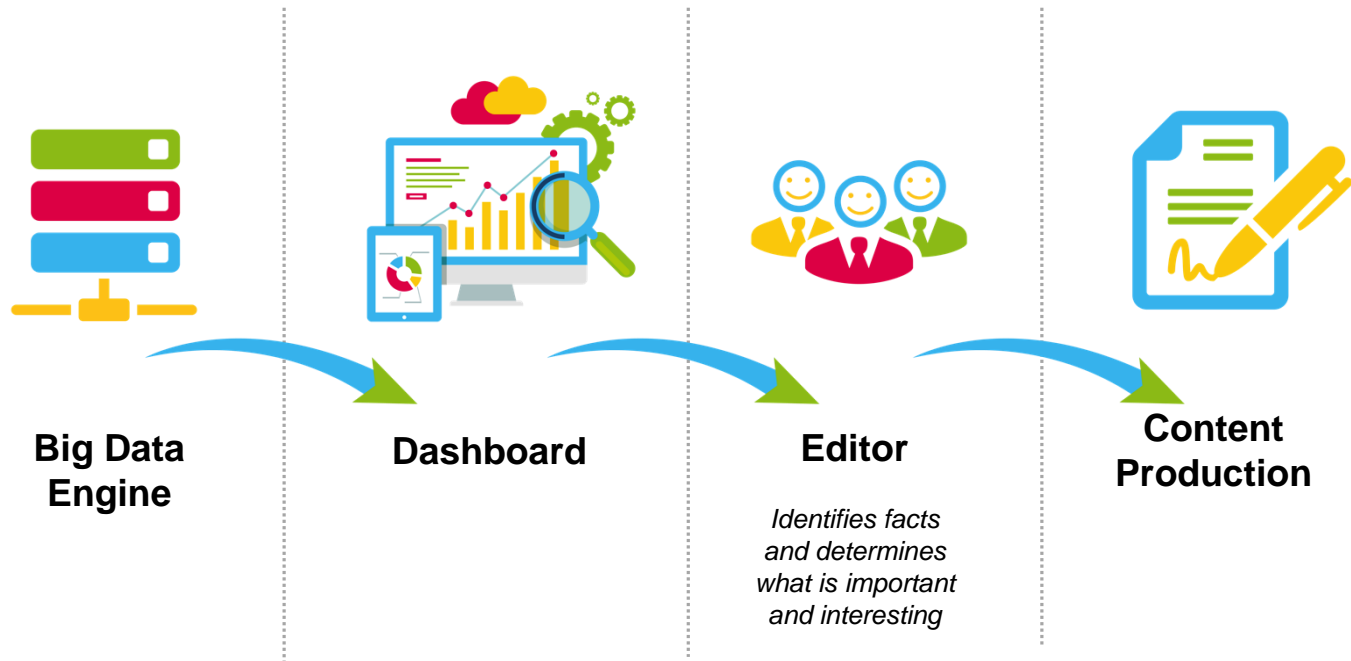 Big Data
Engine
Dashboard
Editor
Identifies facts
and determines
what is important
and interesting
Content
Production